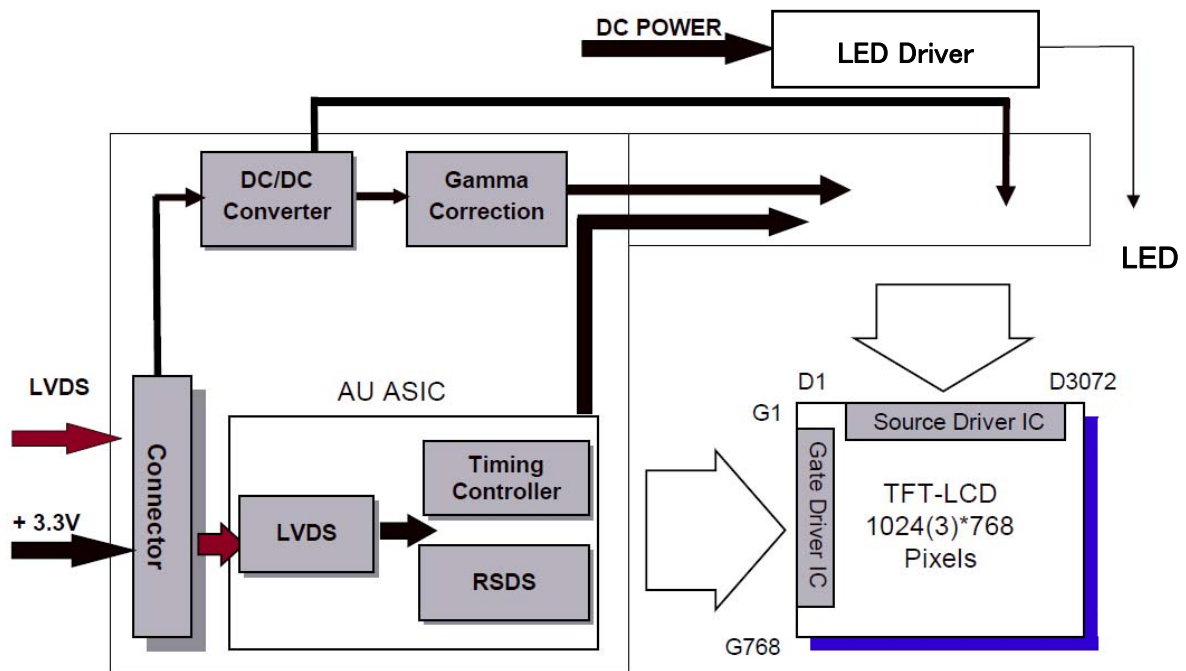 DC POWER
LED Driver
DC/DC
Converter
Gamma
Correction
LED
LVDS
AU ASIC
D1
D3072
G1
Source Driver IC
Connector
Timing
Controller
Gate Driver IC
TFT-LCD
1024(3)*768
Pixels
+ 3.3V
LVDS
RSDS
G768